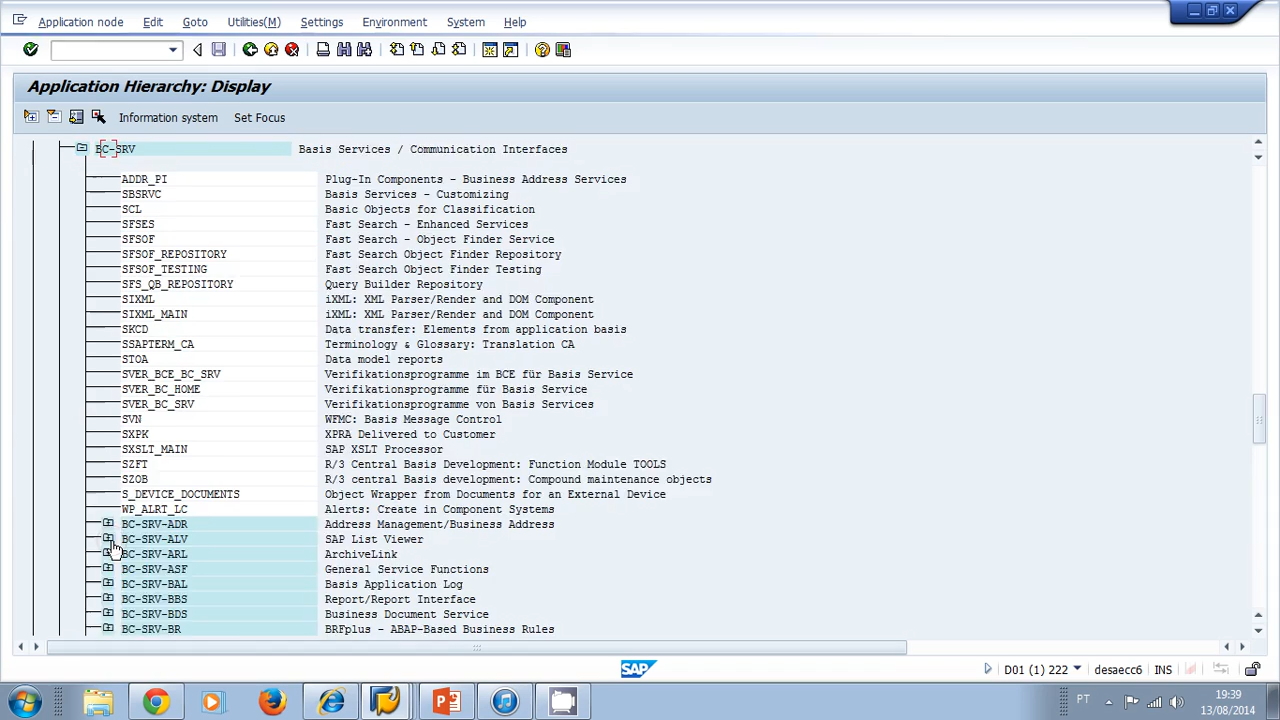 Application node Edit Goto Utilities(M) Settings Environment System Help
Application Hierarchy: Display
Information system Set Focus
BC-SRV Basis Services / Communication Interfaces
ADDR_PI Plug-In Components - Business Address Services
SBSRVC Basis Services - Customizing
SCL Basic Objects for Classification
SFSES Fast Search - Enhanced Services
SFSOF Fast Search - Object Finder Service
SFSOF_REPOSITORY Fast Search Object Finder Repository
SFSOF_TESTING Fast Search Object Finder Testing
SFS_QB_REPOSITORY Query Builder Repository
SIXML iXML: XML Parser/Render and DOM Component
SIXML_MAIN iXML: XML Parser/Render and DOM Component
SKCD Data transfer: Elements from application basis
SSAPTERM_CA Terminology & Glossary: Translation CA
STOA Data model reports
SVER_BCE_BC_SRV Verifikationsprogramme im BCE für Basis Service
SVER_BC_HOME Verifikationsprogramme für Basis Service
SVER_BC_SRV Verifikationsprogramme von Basis Services
SVN WFMC: Basis Message Control
SXPK XPRA Delivered to Customer
SXSLT_MAIN SAP XSLT Processor
SZFT R/3 Central Basis Development: Function Module TOOLS
SZOB R/3 central Basis development: Compound maintenance objects
S_DEVICE_DOCUMENTS Object Wrapper from Documents for an External Device
WP_ALRT_LC Alerts: Create in Component Systems
BC-SRV-ADR Address Management/Business Address
BC-SRV-ALV SAP List Viewer
BC-SRV-ARL ArchiveLink
BC-SRV-ASF General Service Functions
BC-SRV-BAL Basis Application Log
BC-SRV-BBS Report/Report Interface
BC-SRV-BDS Business Document Service
BC-SRV-BR BRFplus - ABAP-Based Business Rules
SAP D01 (1) 222 desaecc6 INS
PT 19:39
13/08/2014